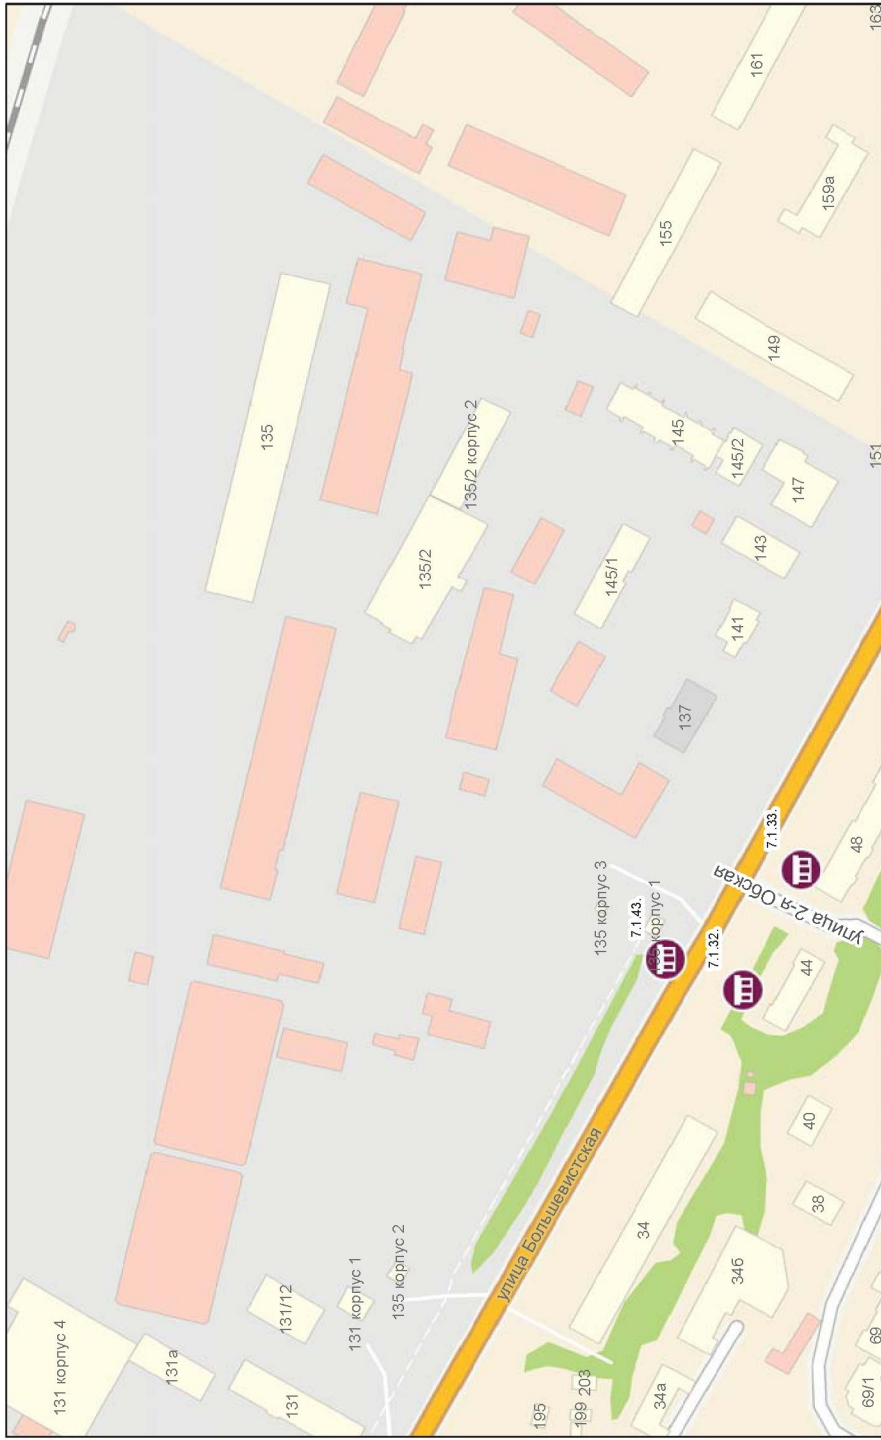 163
161
159а
155
149
151
135
135/2 корпус 2
135/2
145
145/2
147
143
145/1
141
137
7.1.33.
48
улица 2-я Обская
135 корпус 3
7.1.43.
135 корпус 1
7.1.32.
44
40
38
34
34б
улица Большевистская
135 корпус 2
131 корпус 1
131/12
131а
131 корпус 4
131
195
199
203
34а
69
69/1